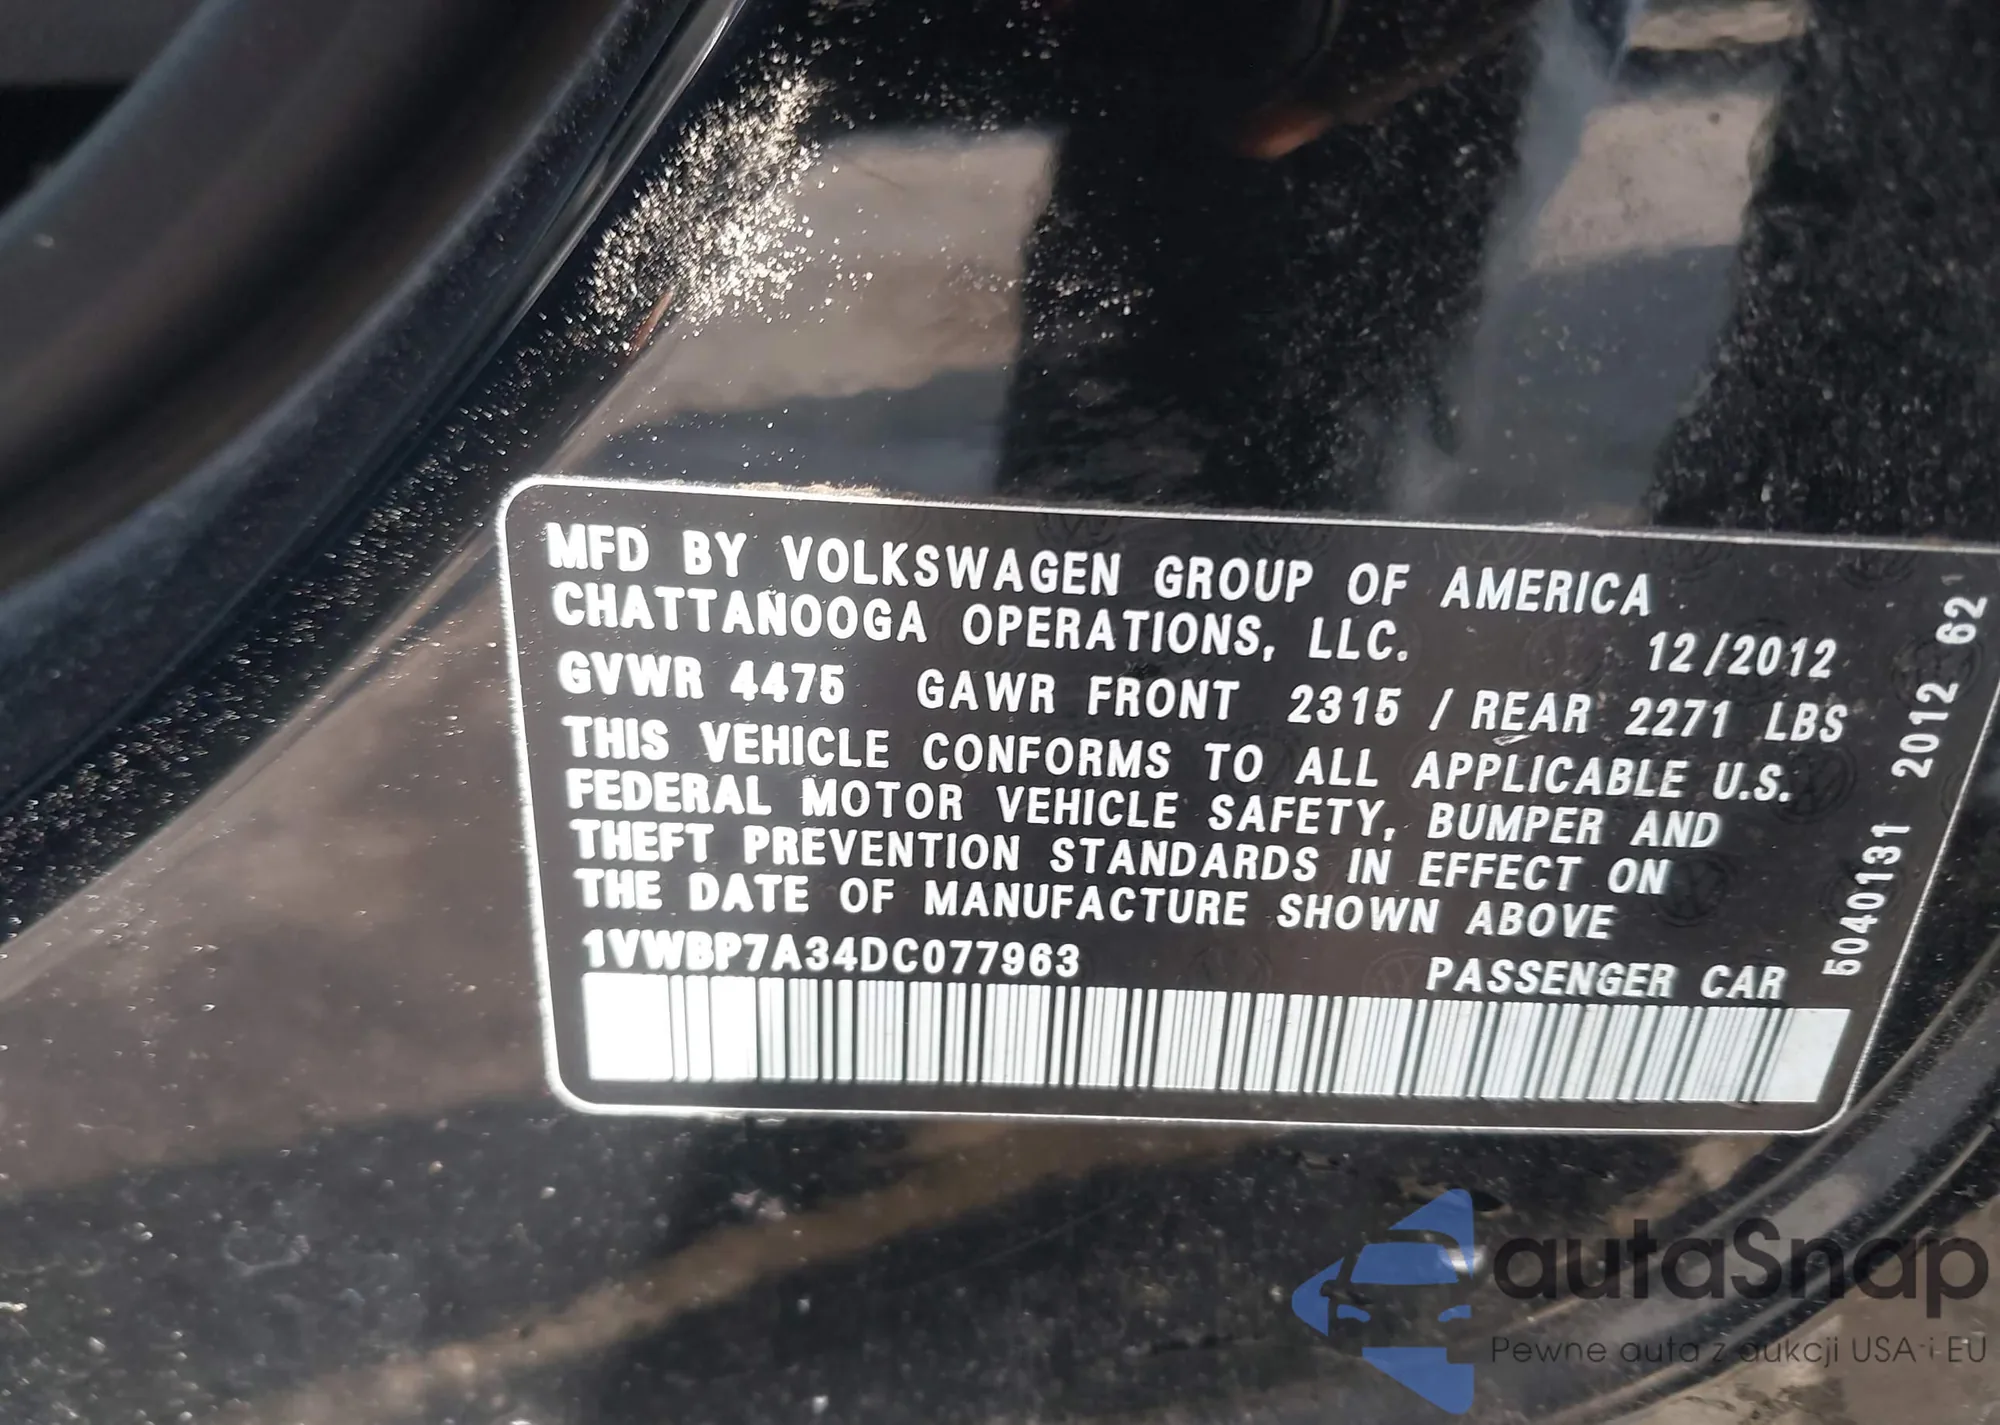 MFD BY VOLKSWAGEN GROUP OF AMERICA
CHATTANOOGA OPERATIONS, LLC.
12/2012
GVWR 4475 GAWR FRONT 2315 / REAR 2271 LBS
THIS VEHICLE CONFORMS TO ALL APPLICABLE U.S.
FEDERAL MOTOR VEHICLE SAFETY, BUMPER AND
THEFT PREVENTION STANDARDS IN EFFECT ON
THE DATE OF MANUFACTURE SHOWN ABOVE
1VWBP7A34DC077963
PASSENGER CAR
5040131 2012 62
autaSnap
Pewne auta z aukcji USA i EU